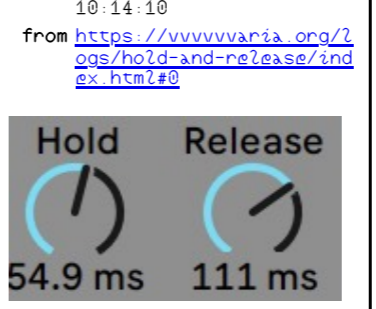 10:14:10
from https://vvvvvvaria.org/l
ogs/hold-and-release/ind
ex.html#0
Hold Release
54.9 ms 111 ms